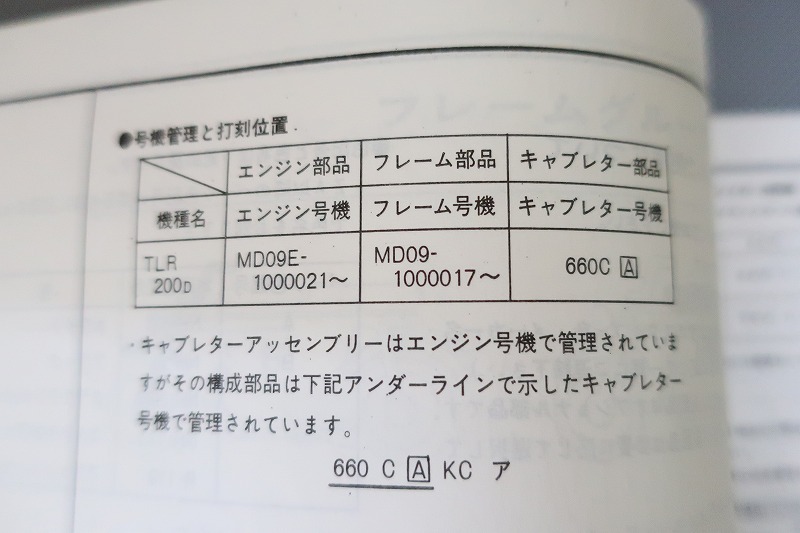 ●号機管理と打刻位置.
エンジン部品 フレーム部品 キャブレター部品
機種名 エンジン号機 フレーム号機 キャブレター号機
TLR MD09E- MD09- 660C A
200D 1000021～ 1000017～
・キャブレターアッセンブリーはエンジン号機で管理されていま
すがその構成部品は下記アンダーラインで示したキャブレター
号機で管理されています。
660 C A KC ア